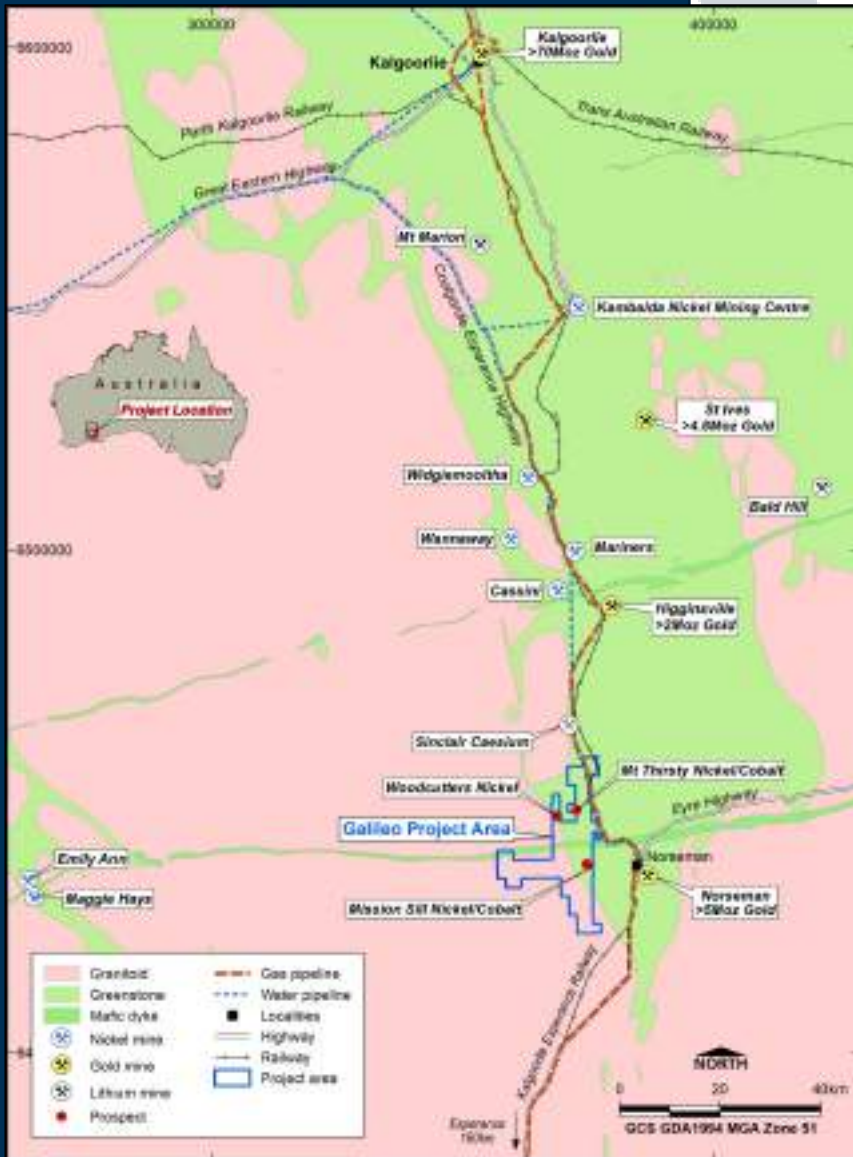 300000
400000
6600000
Kalgoorlie
Kalgoorlie
>70Moz Gold
Perth Kalgoorlie Railway
Trans Australian Railway
Great Eastern Highway
Mt Marion
Coolgardie Esperance Highway
Kambalda Nickel Mining Centre
Australia
Project Location
St Ives
Widgiemooltha
Bald Hill
Wannaway
Mariners
6500000
Cassini
Higginsville
>2Moz Gold
Sinclair Caesium
Mt Thirsty Nickel/Cobalt
Woodcutters Nickel
Eyre Highway
Galileo Project Area
Norseman
Emily Ann
Maggie Hays
Mission Sill Nickel/Cobalt
Norseman
>5Moz Gold
Granitoid
Greenstone
Mafic dyke
Nickel mine
Gold mine
Lithium mine
Prospect
Gas pipeline
Water pipeline
Localities
Highway
Railway
Project area
Kalgoorlie Esperance Railway
Esperance
NORTH
0 20 40km
GCS GDA1994 MGA Zone 51